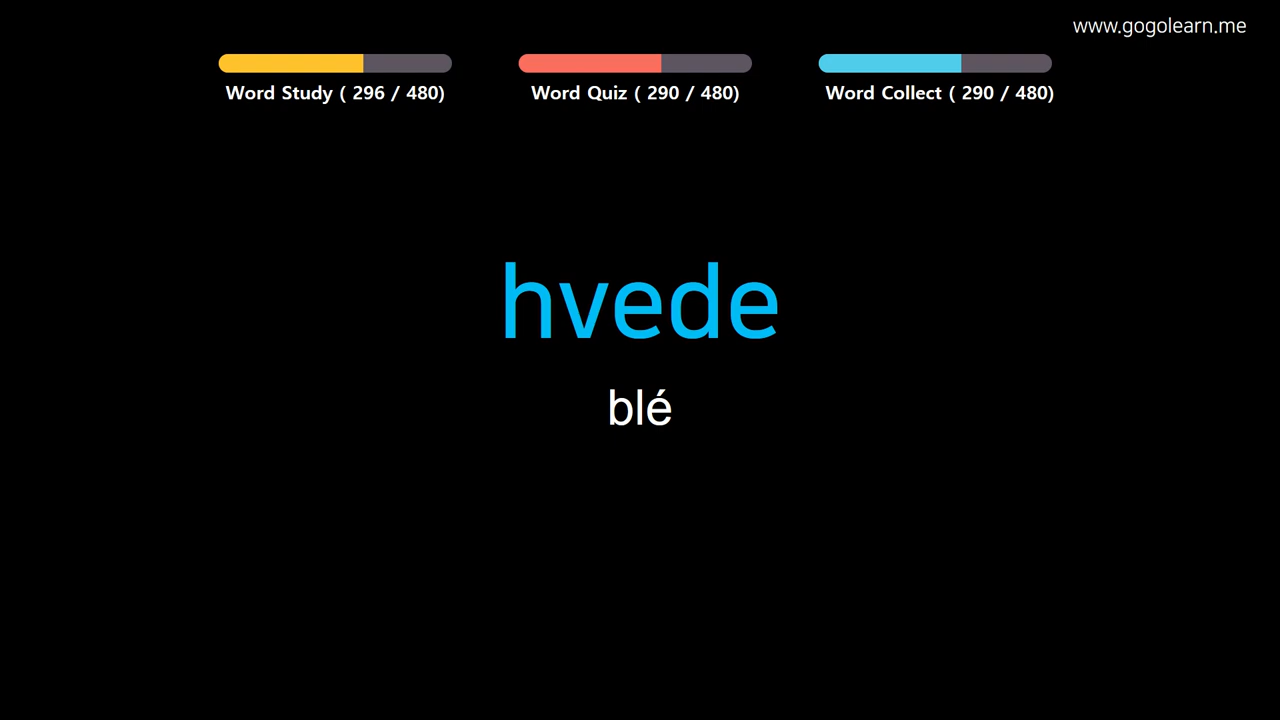 www.gogolearn.me
Word Study ( 296 / 480)
Word Quiz ( 290 / 480)
Word Collect ( 290 / 480)
hvede
blé